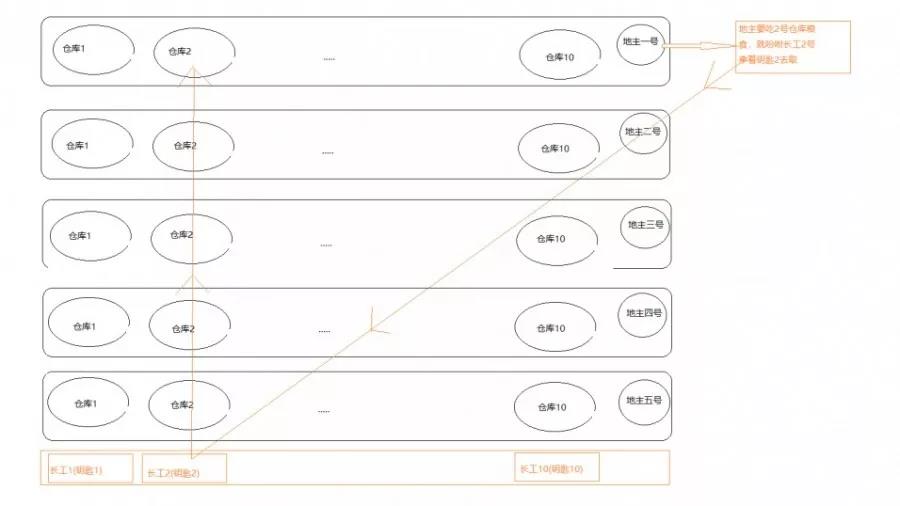 仓库1
仓库2
.....
仓库10
地主一号
地主要吃2号仓库粮
食，就吩咐长工2号
拿着钥匙2去取
仓库1
仓库2
.....
仓库10
地主二号
仓库1
仓库2
.....
仓库10
地主三号
仓库1
仓库2
.....
仓库10
地主四号
仓库1
仓库2
.....
仓库10
地主五号
长工1(钥匙1)
长工2(钥匙2)
长工10(钥匙10)